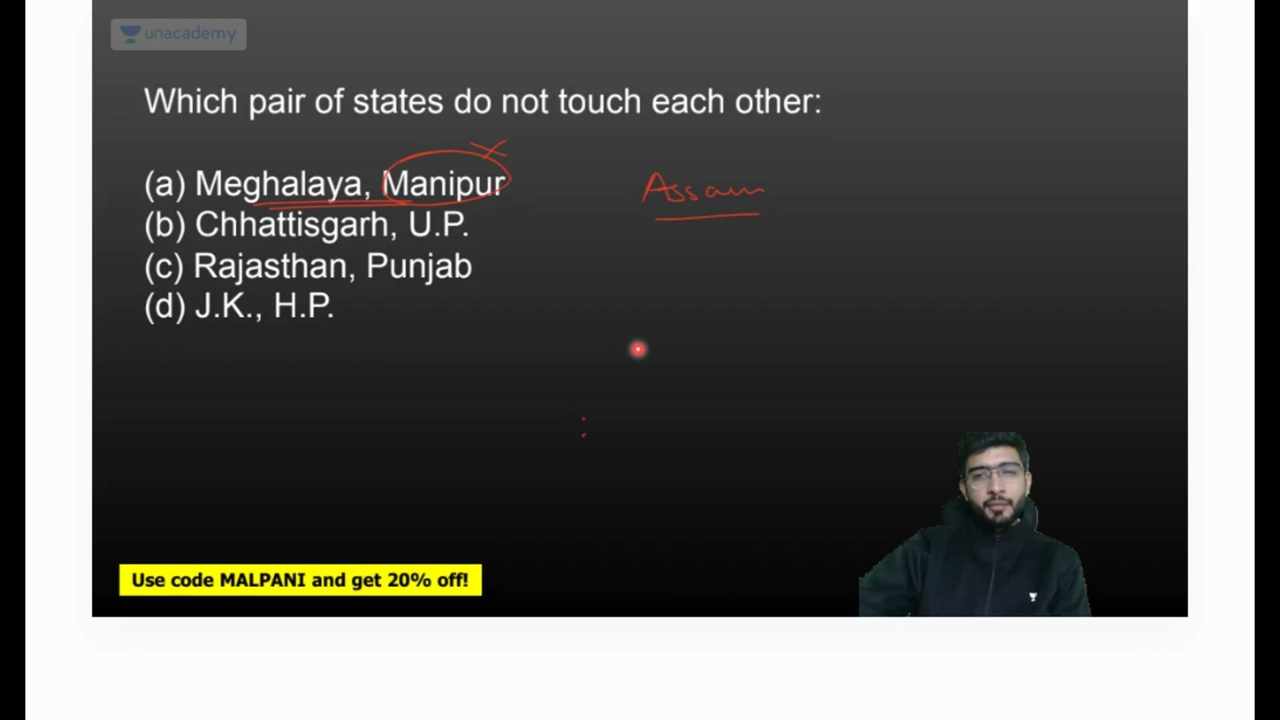 unacademy
Which pair of states do not touch each other:
(a) Meghalaya, Manipur
Assam
(b) Chhattisgarh, U.P.
(c) Rajasthan, Punjab
(d) J.K., H.P.
Use code MALPANI and get 20% off!